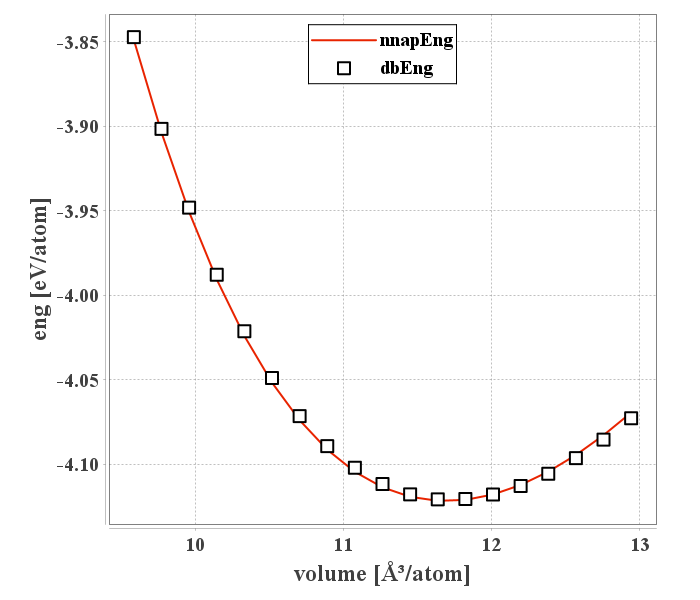 nnapEng
dbEng
-3.85
-3.90
-3.95
-4.00
-4.05
-4.10
eng [eV/atom]
10
11
12
13
volume [Å³/atom]